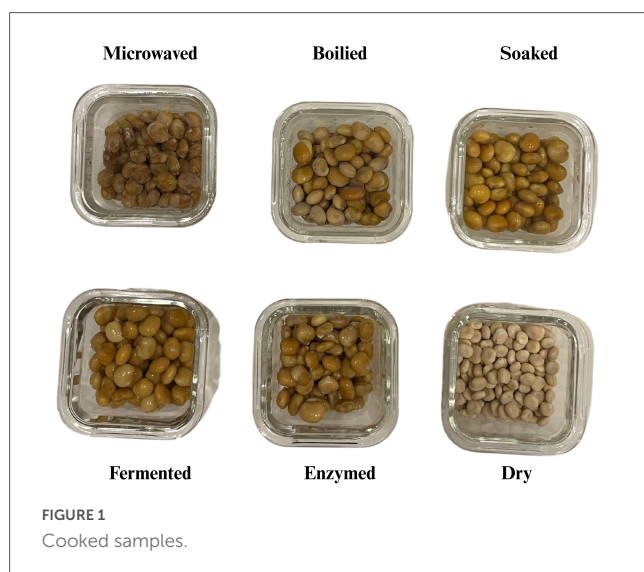 Microwaved Boilied Soaked
Fermented Enzymed Dry
FIGURE 1
Cooked samples.